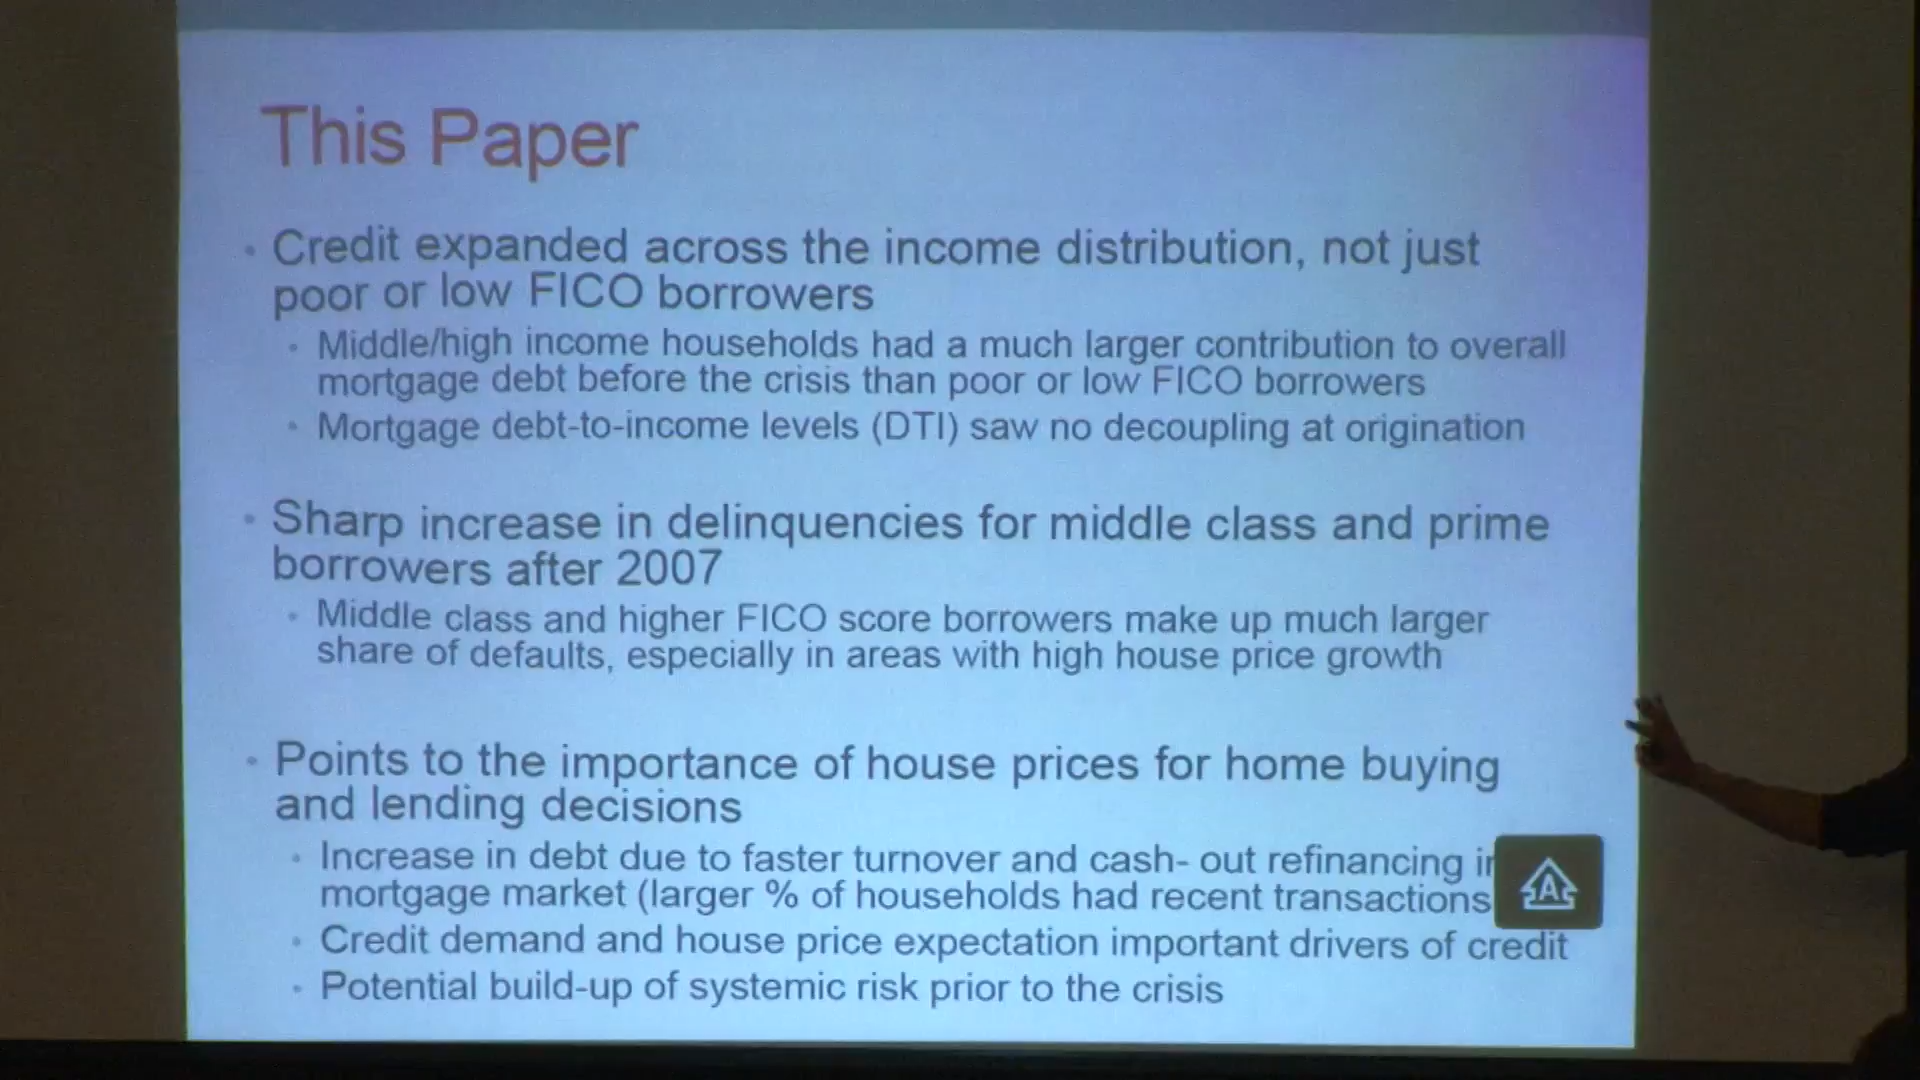 This Paper
Credit expanded across the income distribution, not just
poor or low FICO borrowers
Middle/high income households had a much larger contribution to overall
mortgage debt before the crisis than poor or low FICO borrowers
Mortgage debt-to-income levels (DTI) saw no decoupling at origination
Sharp increase in delinquencies for middle class and prime
borrowers after 2007
Middle class and higher FICO score borrowers make up much larger
share of defaults, especially in areas with high house price growth
Points to the importance of house prices for home buying
and lending decisions
Increase in debt due to faster turnover and cash- out refinancing
mortgage market (larger % of households had recent transactions
A
Credit demand and house price expectation important drivers of credit
Potential build-up of systemic risk prior to the crisis